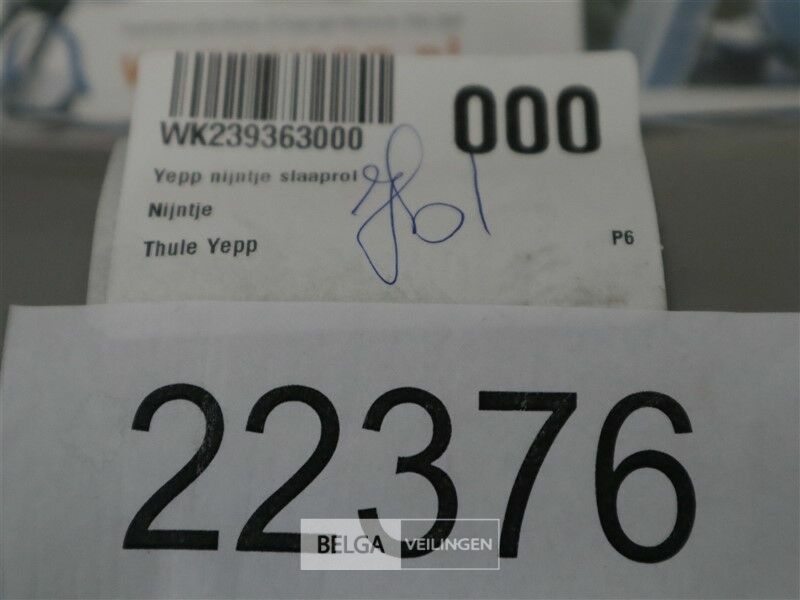 WK239363000
000
Yepp nijntje slaaprol
Nijntje
Thule Yepp
P6
22376
BELGA VEILINGEN